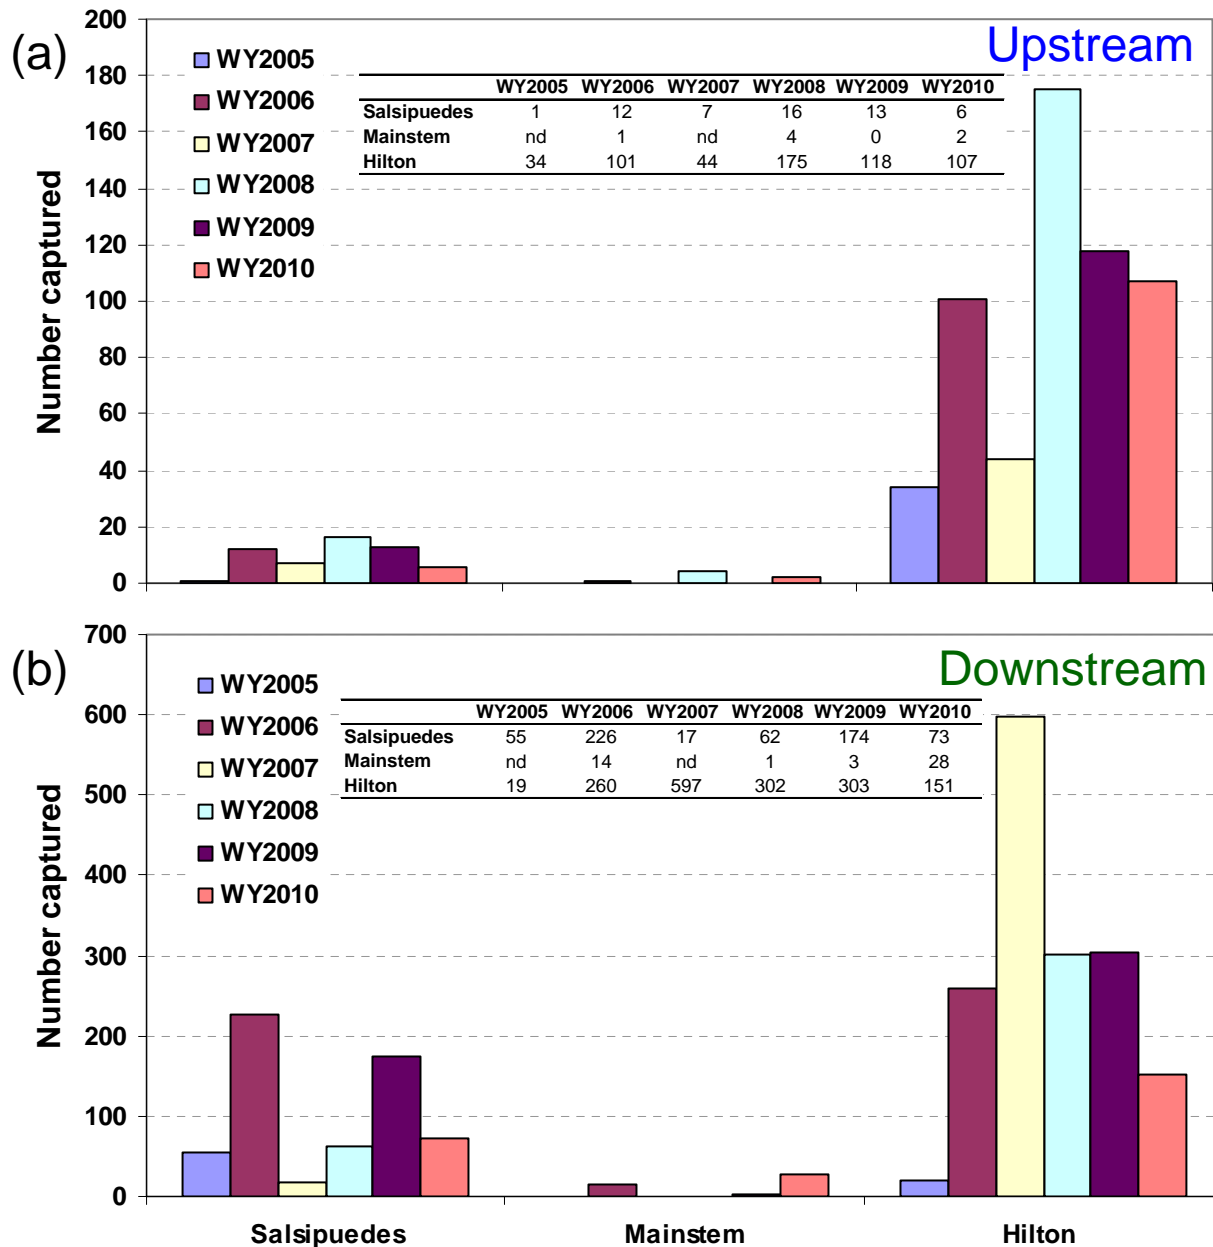 (a)
Upstream
Number captured
200
180
160
140
120
100
80
60
40
20
0
WY2005
WY2006
WY2007
WY2008
WY2009
WY2010
WY2005 WY2006 WY2007 WY2008 WY2009 WY2010
Salsipuedes 1 12 7 16 13 6
Mainstem nd 1 nd 4 0 2
Hilton 34 101 44 175 118 107
(b)
Downstream
Number captured
700
600
500
400
300
200
100
0
WY2005
WY2006
WY2007
WY2008
WY2009
WY2010
WY2005 WY2006 WY2007 WY2008 WY2009 WY2010
Salsipuedes 55 226 17 62 174 73
Mainstem nd 14 nd 1 3 28
Hilton 19 260 597 302 303 151
Salsipuedes Mainstem Hilton